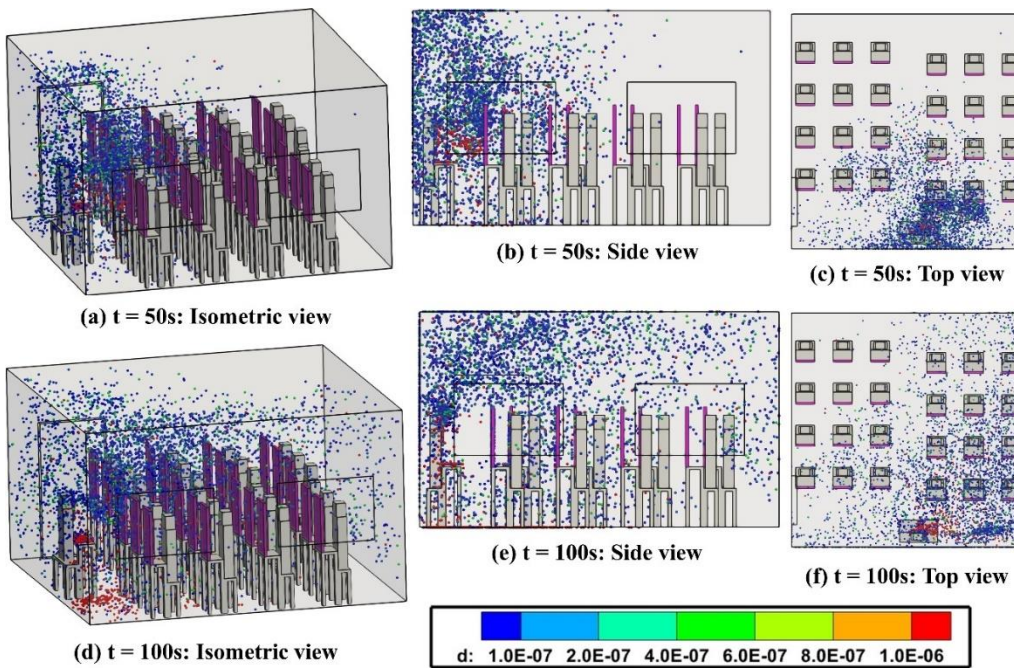 (a) t = 50s: Isometric view
(b) t = 50s: Side view
(c) t = 50s: Top view
(d) t = 100s: Isometric view
(e) t = 100s: Side view
(f) t = 100s: Top view
d: 1.0E-07 2.0E-07 4.0E-07 6.0E-07 8.0E-07 1.0E-06